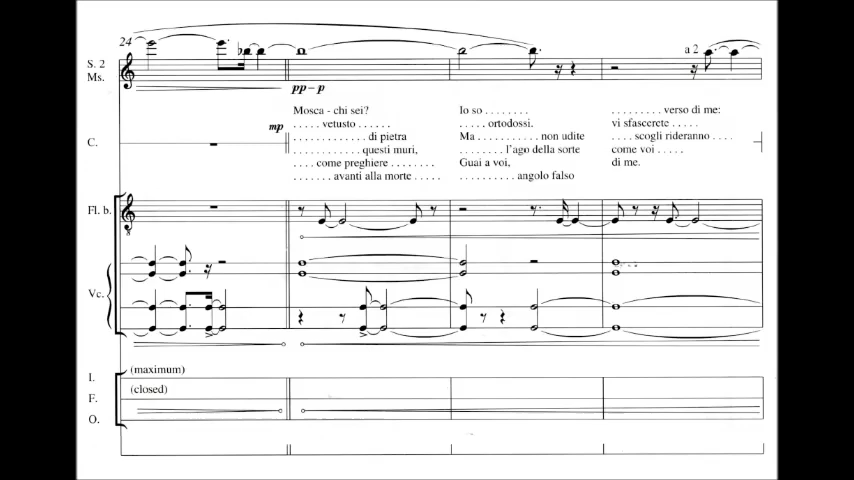 24
a 2
S. 2
Ms.
pp – p
Mosca - chi sei? Io so . . . . . . . . . . . . . . . . . verso di me:
. . . . . vetusto . . . . . . . . . . . ortodossi. vi sfascerete . . . . .
mp
. . . . . . . . . . . . . di pietra Ma . . . . . . . . . . . non udite . . . . scogli rideranno . . . .
C.
. . . . . . . . . . . . questi muri, . . . . . . . . l'ago della sorte come voi . . . . .
. . . . come preghiere . . . . . . . . Guai a voi, di me.
. . . . . . . avanti alla morte . . . . . . . . . . . . . . . angolo falso
Fl. b.
8
Vc.
(maximum)
I.
(closed)
F.
O.